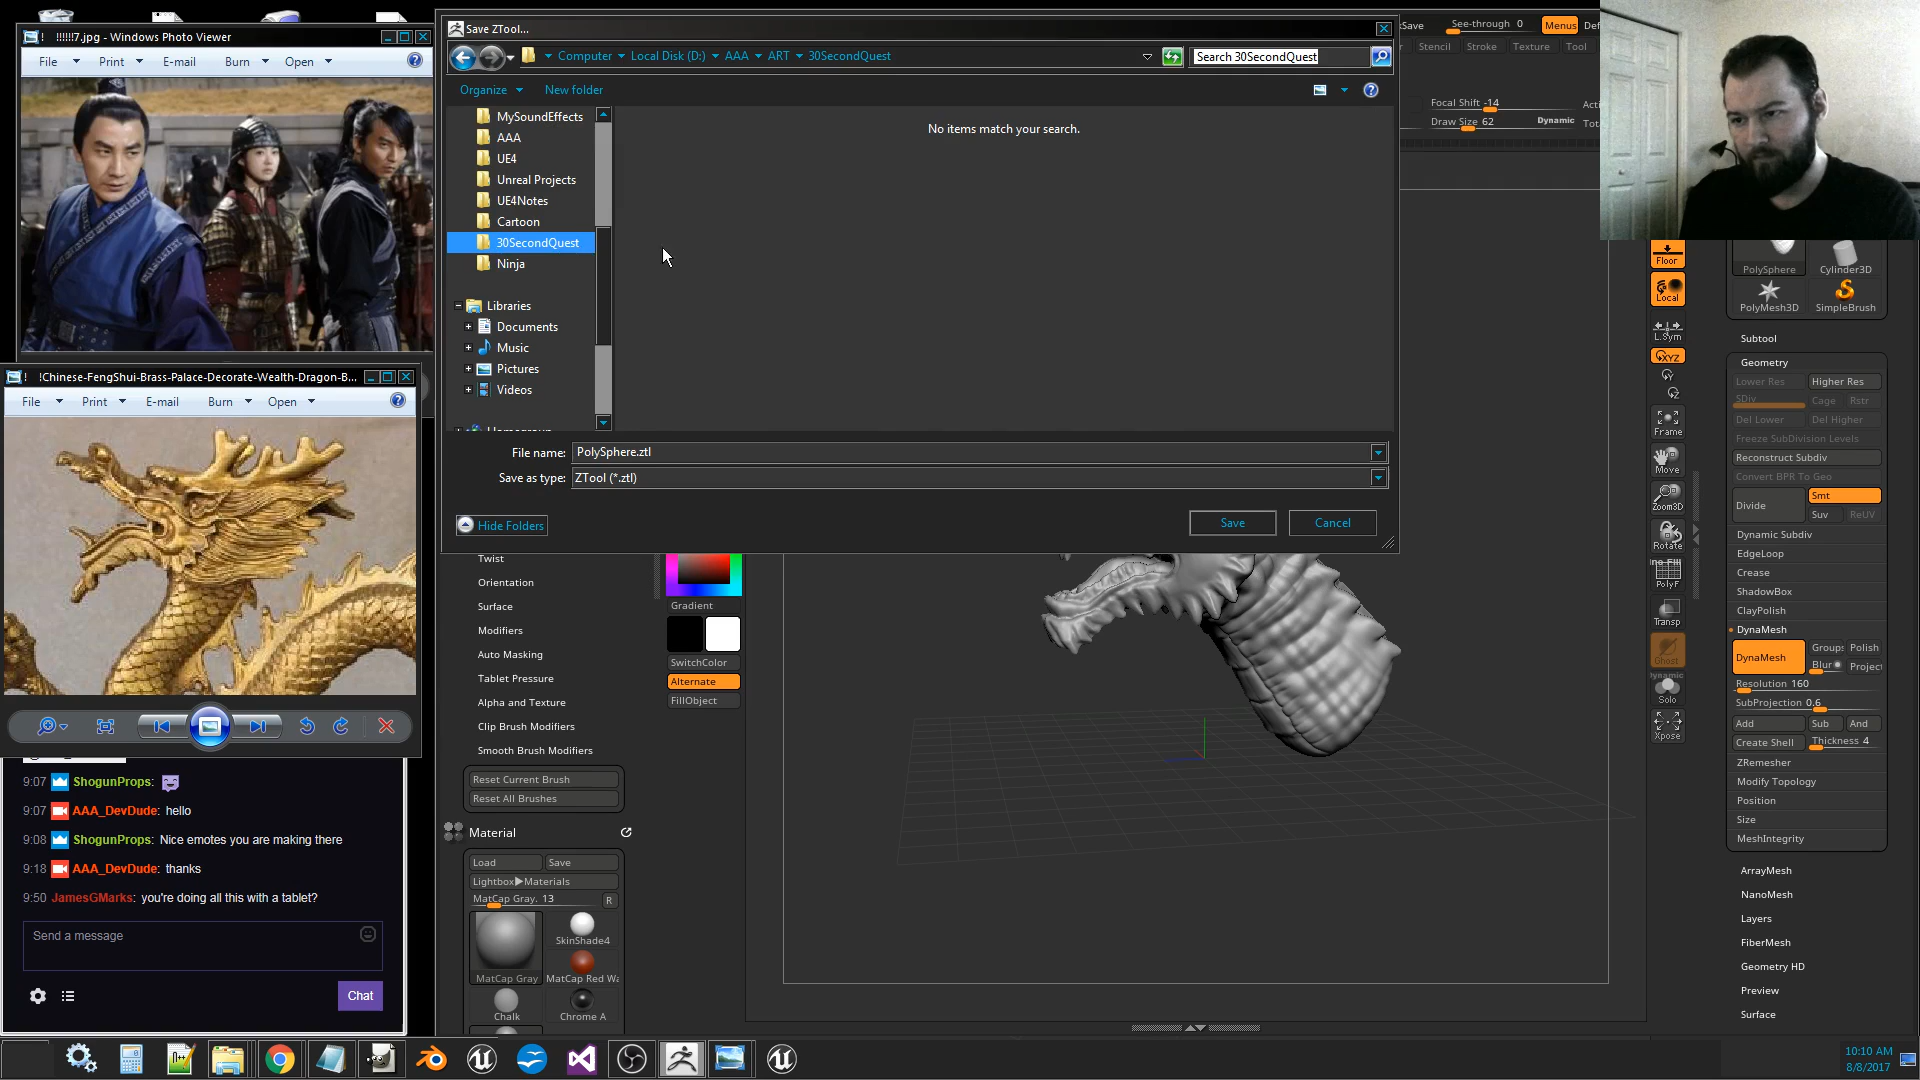 !  !!!!!!7.jpg - Windows Photo Viewer
File Print E-mail Burn Open
!  !Chinese-FengShui-Brass-Palace-Decorate-Wealth-Dragon-B...
File Print E-mail Burn Open
9:07 ShogunProps:
9:07 AAA_DevDude: hello
9:08 ShogunProps: Nice emotes you are making there
9:18 AAA_DevDude: thanks
9:50 JamesGMarks: you're doing all this with a tablet?
Send a message
Chat
Save ZTool...
Computer Local Disk (D:) AAA ART 30SecondQuest
Search 30SecondQuest
Organize New folder
MySoundEffects
AAA
UE4
Unreal Projects
UE4Notes
Cartoon
30SecondQuest
Ninja
Libraries
Documents
Music
Pictures
Videos
No items match your search.
File name: PolySphere.ztl
Save as type: ZTool (*.ztl)
Hide Folders
Save Cancel
Twist
Orientation
Surface
Modifiers
Auto Masking
Tablet Pressure
Alpha and Texture
Clip Brush Modifiers
Smooth Brush Modifiers
Reset Current Brush
Reset All Brushes
Material
Load Save
Lightbox▶Materials
MatCap Gray. 13 R
SkinShade4
MatCap Gray MatCap Red Wa
Chalk Chrome A
Gradient
SwitchColor
Alternate
FillObject
See-through 0 Menus
Stencil Stroke Texture Tool
Focal Shift -14
Draw Size 62 Dynamic
Floor
Local
L.Sym
XYZ
Frame
Move
Zoom3D
Rotate
PolyF
Transp
Ghost
Dynamic
Solo
Xpose
PolySphere Cylinder3D
PolyMesh3D SimpleBrush
Subtool
Geometry
Lower Res Higher Res
SDiv Cage Rstr
Del Lower Del Higher
Freeze SubDivision Levels
Reconstruct Subdiv
Convert BPR To Geo
Divide Smt
Suv ReUV
Dynamic Subdiv
EdgeLoop
Crease
ShadowBox
ClayPolish
DynaMesh
DynaMesh Groups Polish
Blur Project
Resolution 160
SubProjection 0.6
Add Sub And
Create Shell Thickness 4
ZRemesher
Modify Topology
Position
Size
MeshIntegrity
ArrayMesh
NanoMesh
Layers
FiberMesh
Geometry HD
Preview
Surface
10:10 AM
8/8/2017